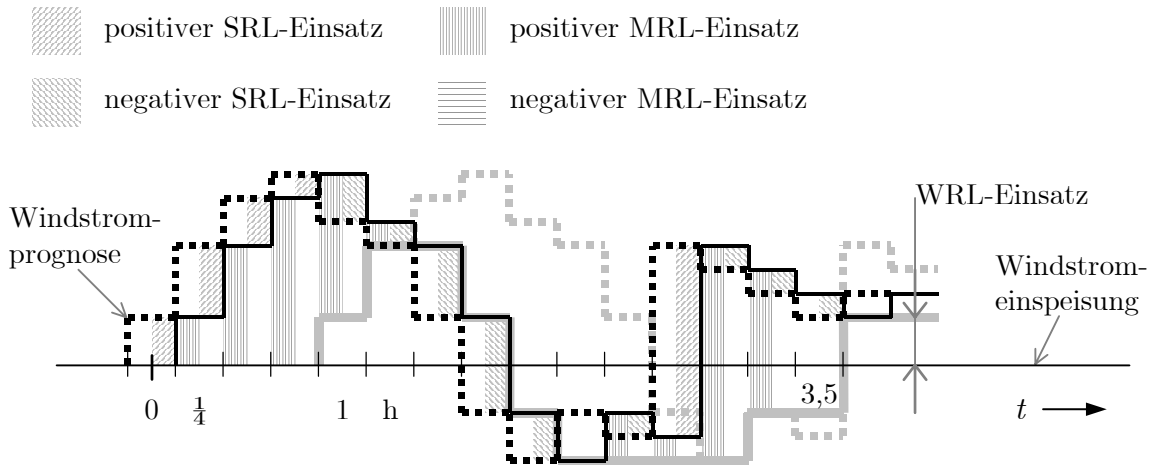 positiver SRL-Einsatz
positiver MRL-Einsatz
negativer SRL-Einsatz
negativer MRL-Einsatz
Windstrom-
prognose
WRL-Einsatz
Windstrom-
einspeisung
0
1/4
1
h
3,5
t